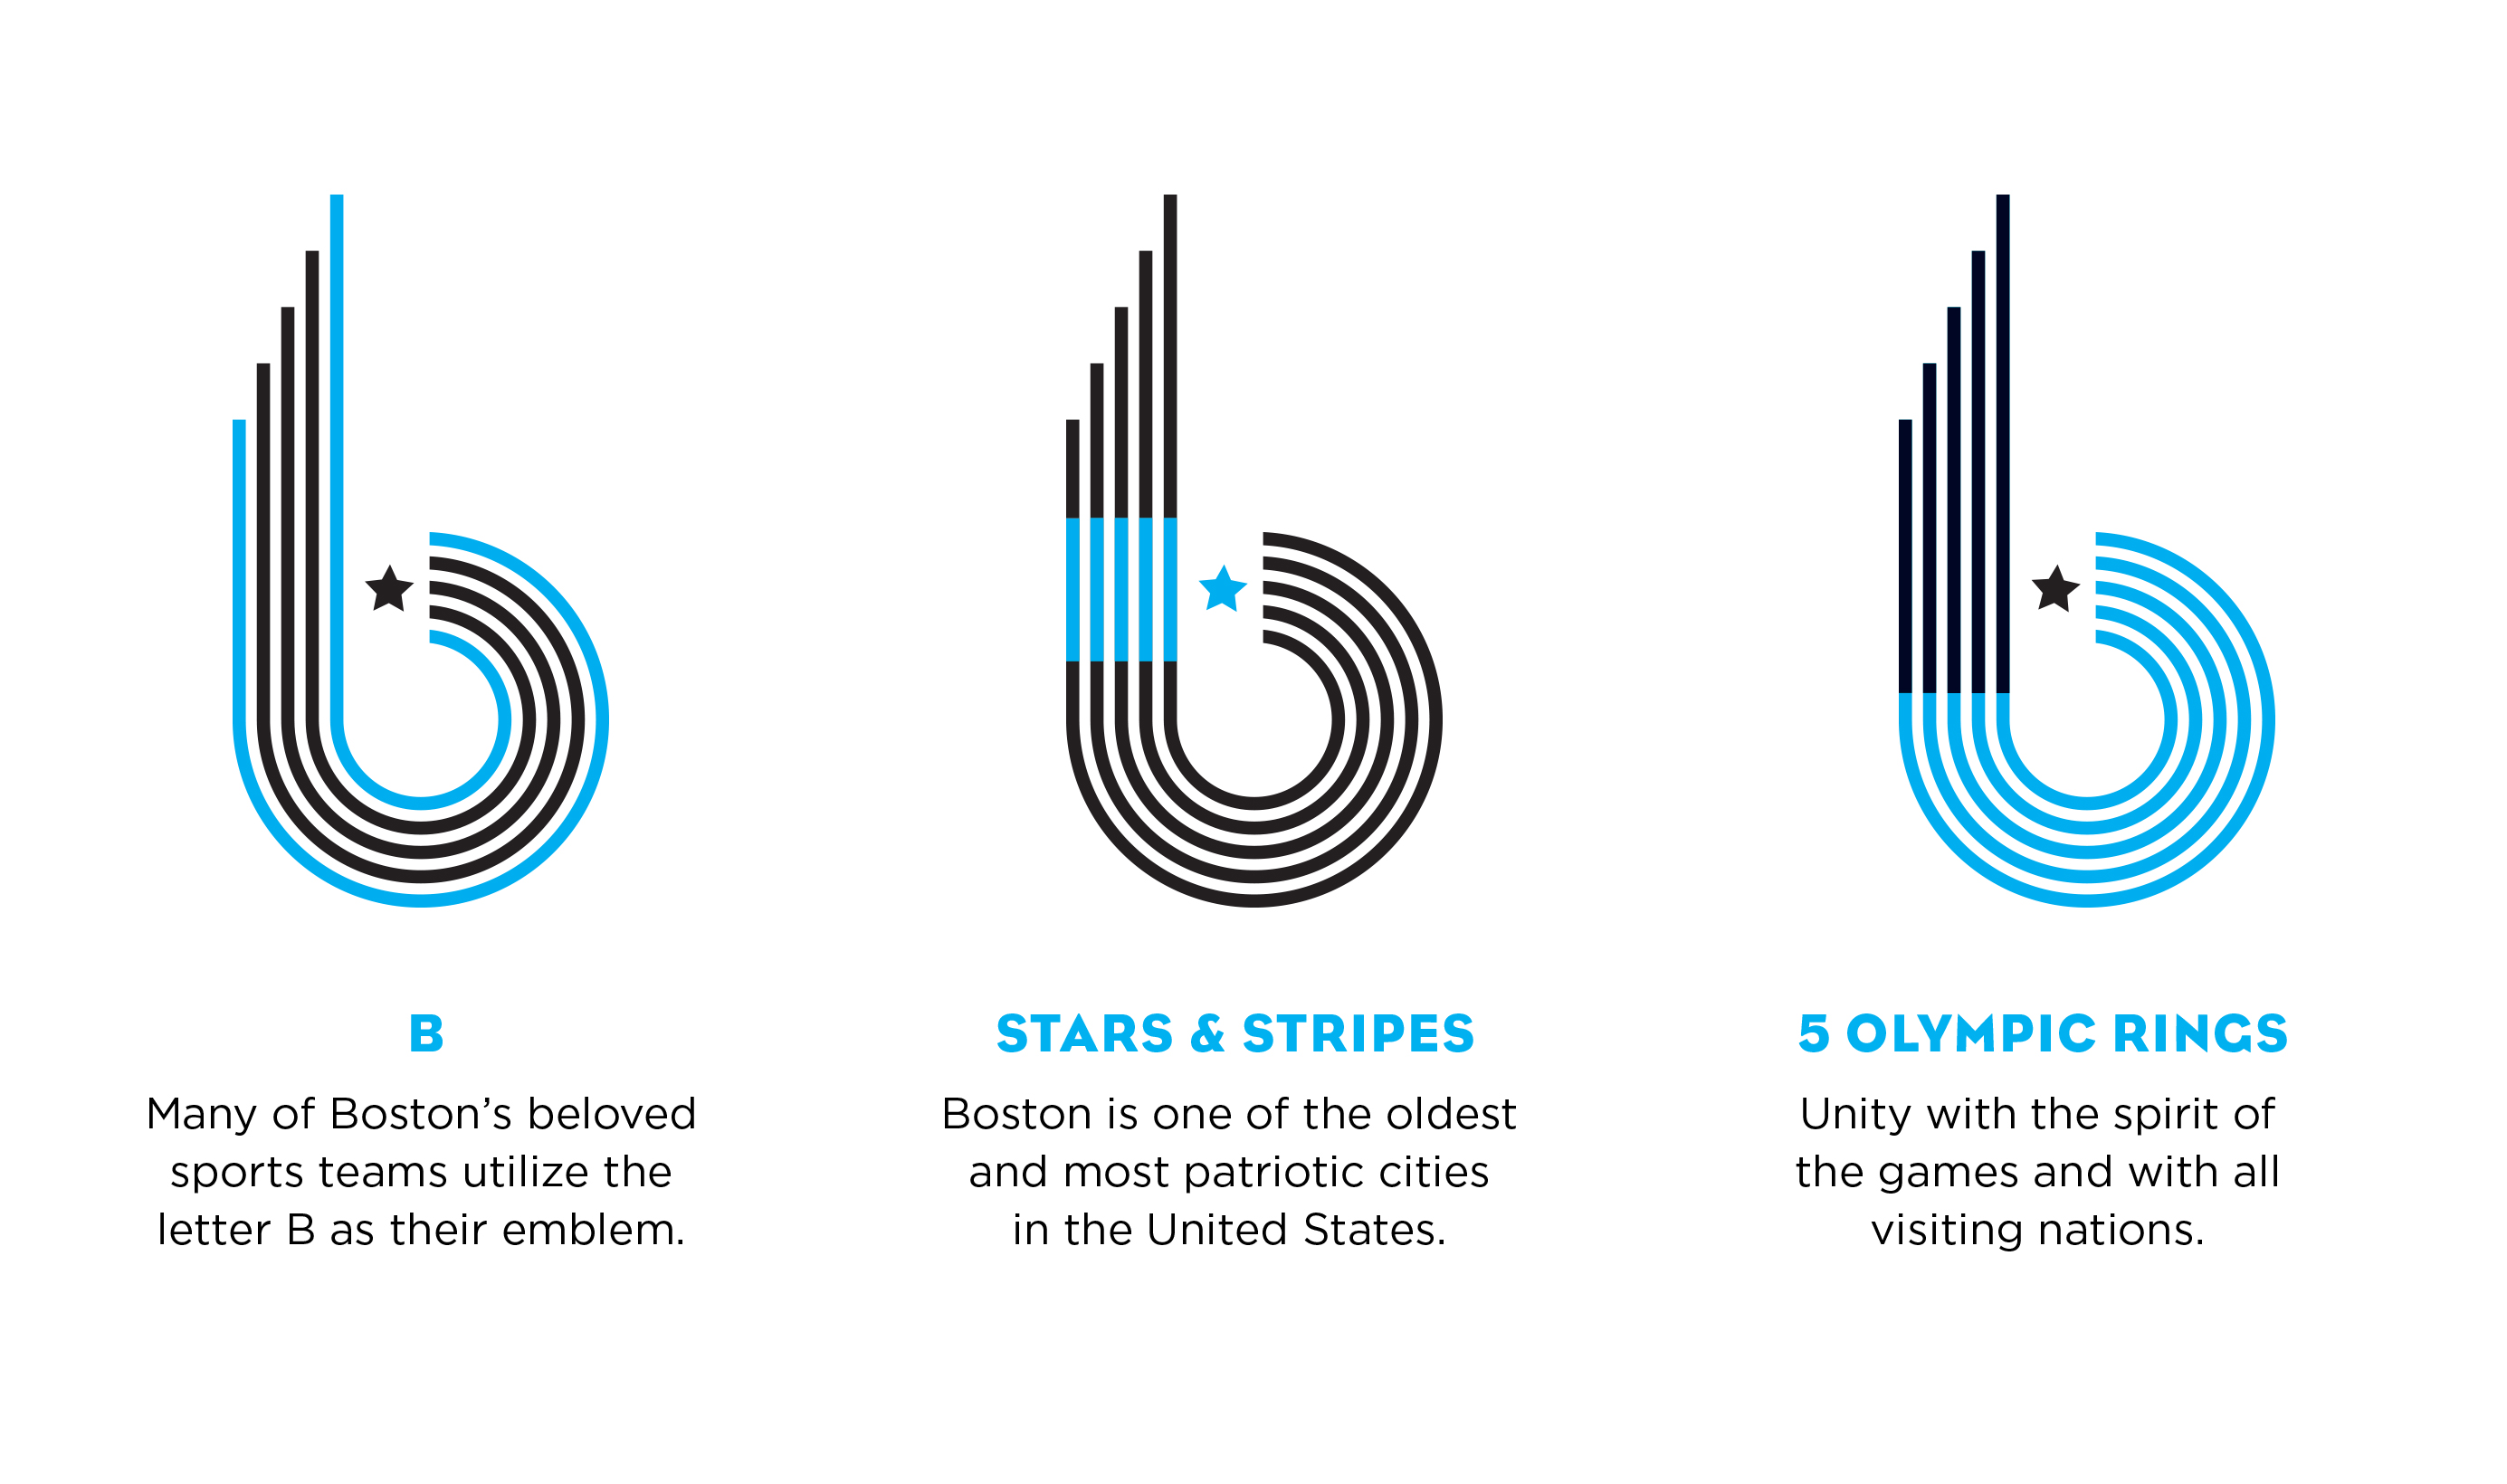 B
Many of Boston’s beloved
sports teams utilize the
letter B as their emblem.
STARS & STRIPES
Boston is one of the oldest
and most patriotic cities
in the United States.
5 OLYMPIC RINGS
Unity with the spirit of
the games and with all
visiting nations.